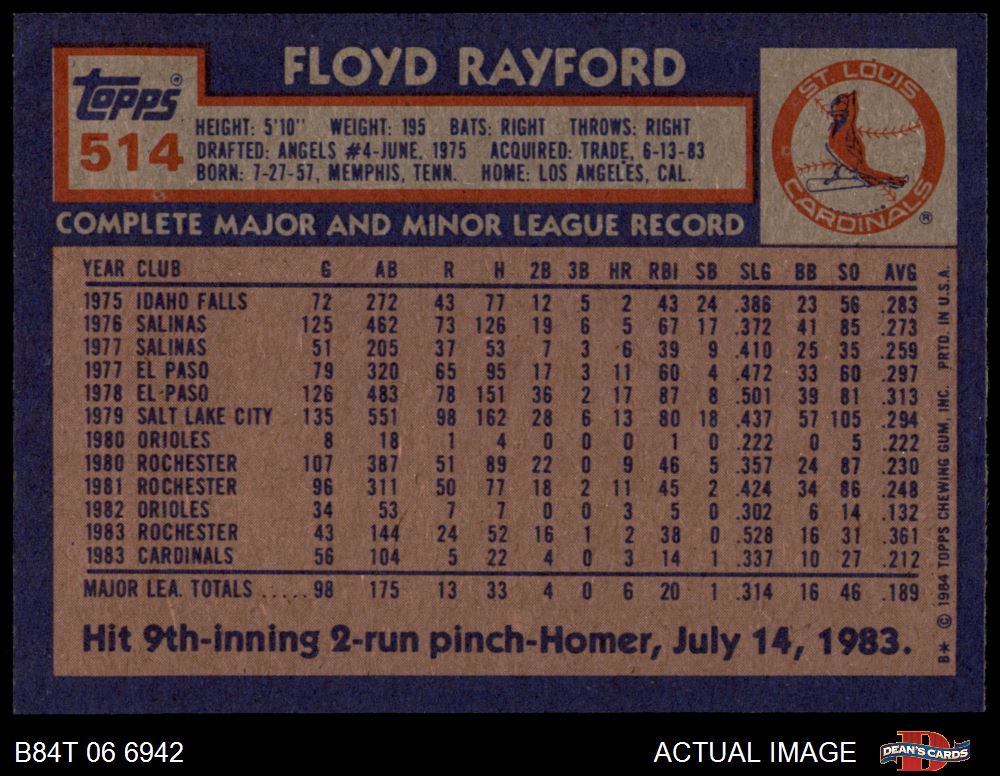 FLOYD RAYFORD
Topps®
514
HEIGHT: 5'10" WEIGHT: 195 BATS: RIGHT THROWS: RIGHT
DRAFTED: ANGELS #4-JUNE, 1975 ACQUIRED: TRADE, 6-13-83
BORN: 7-27-57, MEMPHIS, TENN. HOME: LOS ANGELES, CAL.
ST. LOUIS
CARDINALS ®
COMPLETE MAJOR AND MINOR LEAGUE RECORD
YEAR CLUB G AB R H 2B 3B HR RBI SB SLG BB SO AVG
1975 IDAHO FALLS 72 272 43 77 12 5 2 43 24 .386 23 56 .283
1976 SALINAS 125 462 73 126 19 6 5 67 17 .372 41 85 .273
1977 SALINAS 51 205 37 53 7 3 6 39 9 .410 25 35 .259
1977 EL PASO 79 320 65 95 17 3 11 60 4 .472 33 60 .297
1978 EL PASO 126 483 78 151 36 2 17 87 8 .501 39 81 .313
1979 SALT LAKE CITY 135 551 98 162 28 6 13 80 18 .437 57 105 .294
1980 ORIOLES 8 18 1 4 0 0 0 1 0 .222 0 5 .222
1980 ROCHESTER 107 387 51 89 22 0 9 46 5 .357 24 87 .230
1981 ROCHESTER 96 311 50 77 18 2 11 45 2 .424 34 86 .248
1982 ORIOLES 34 53 7 7 0 0 3 5 0 .302 6 14 .132
1983 ROCHESTER 43 144 24 52 16 1 2 38 0 .528 16 31 .361
1983 CARDINALS 56 104 5 22 4 0 3 14 1 .337 10 27 .212
MAJOR LEA. TOTALS ..... 98 175 13 33 4 0 6 20 1 .314 16 46 .189
Hit 9th-inning 2-run pinch-Homer, July 14, 1983.
B* © 1984 TOPPS CHEWING GUM, INC. PRTD. IN U.S.A.
B84T 06 6942
ACTUAL IMAGE
D
DEAN'S CARDS